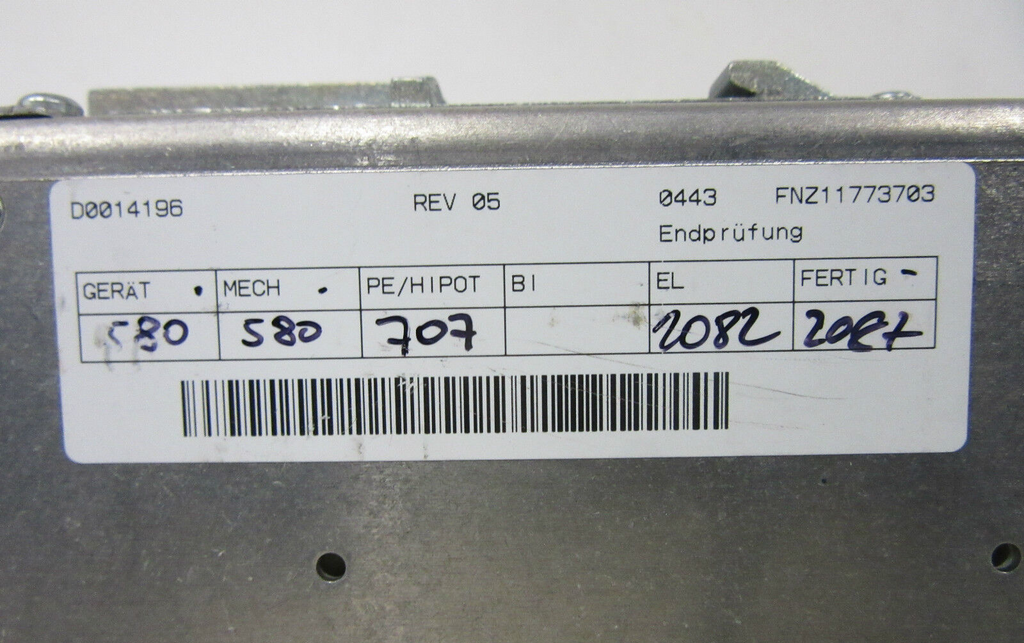 D0014196 REV 05 0443 FNZ11773703
Endprüfung
GERÄT MECH PE/HIPOT BI EL FERTIG
580 580 707 2082